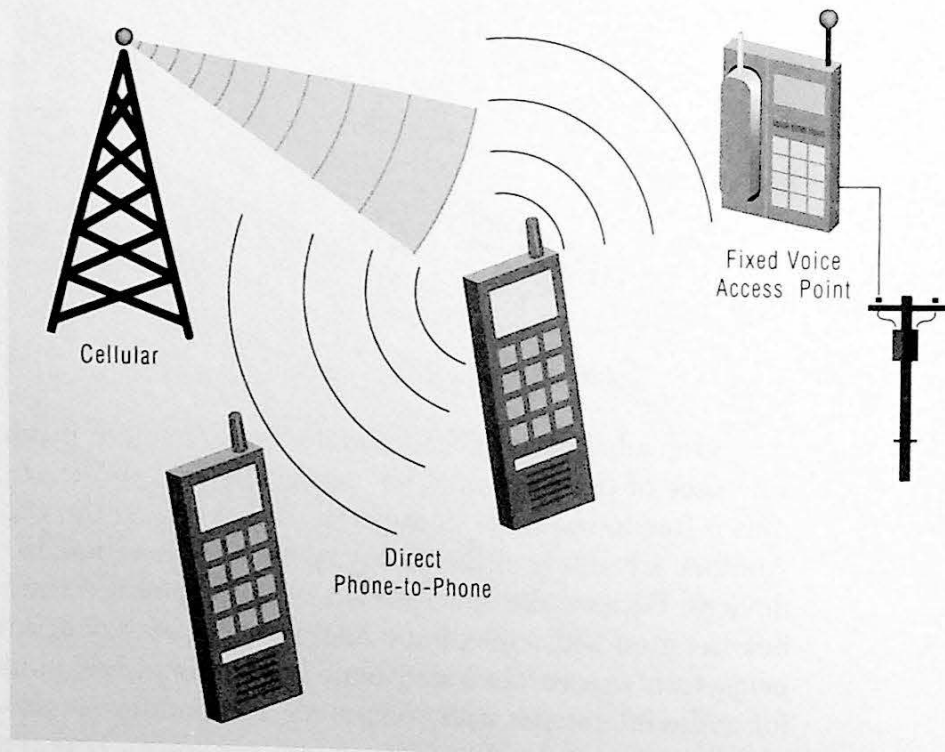 Cellular
Fixed Voice
Access Point
Direct
Phone-to-Phone